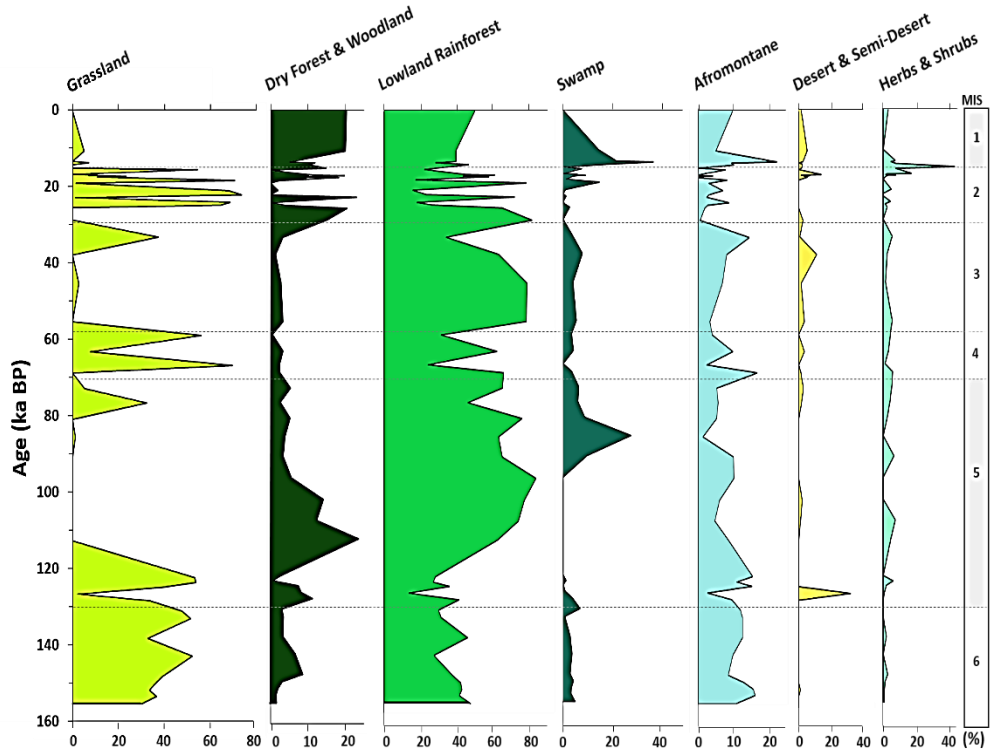 Grassland
Dry Forest & Woodland
Lowland Rainforest
Swamp
Afromontane
Desert & Semi-Desert
Herbs & Shrubs
MIS
Age (ka BP)
0
20
40
60
80
100
120
140
160
1
2
3
4
5
6
0 20 40 60 80
0 10 20
0 20 40 60 80
0 20 40
0 10 20
0 20 40
0 20 40
(%)